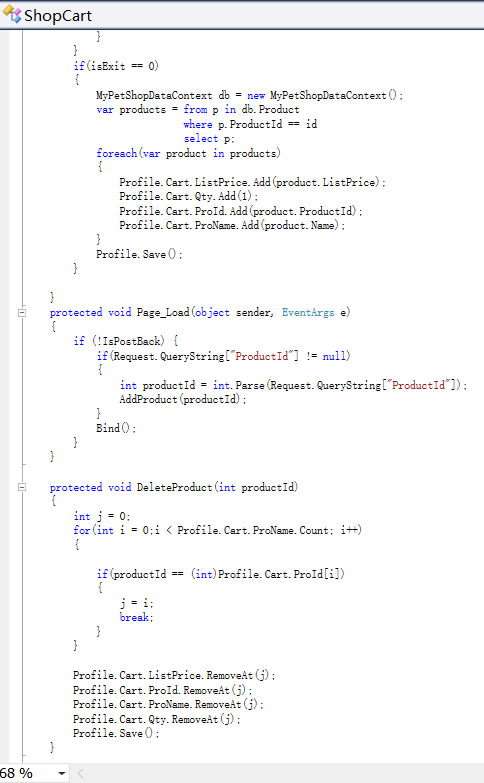 ShopCart
}
}
if(isExit == 0)
{
MyPetShopDataContext db = new MyPetShopDataContext();
var products = from p in db.Product
where p.ProductId == id
select p;
foreach(var product in products)
{
Profile.Cart.ListPrice.Add(product.ListPrice);
Profile.Cart.Qty.Add(1);
Profile.Cart.ProId.Add(product.ProductId);
Profile.Cart.ProName.Add(product.Name);
}
Profile.Save();
}
}
protected void Page_Load(object sender, EventArgs e)
{
if (!IsPostBack) {
if(Request.QueryString["ProductId"] != null)
{
int productId = int.Parse(Request.QueryString["ProductId"]);
AddProduct(productId);
}
Bind();
}
}
protected void DeleteProduct(int productId)
{
int j = 0;
for(int i = 0;i < Profile.Cart.ProName.Count; i++)
{
if(productId == (int)Profile.Cart.ProId[i])
{
j = i;
break;
}
}
Profile.Cart.ListPrice.RemoveAt(j);
Profile.Cart.ProId.RemoveAt(j);
Profile.Cart.ProName.RemoveAt(j);
Profile.Cart.Qty.RemoveAt(j);
Profile.Save();
}
68 %